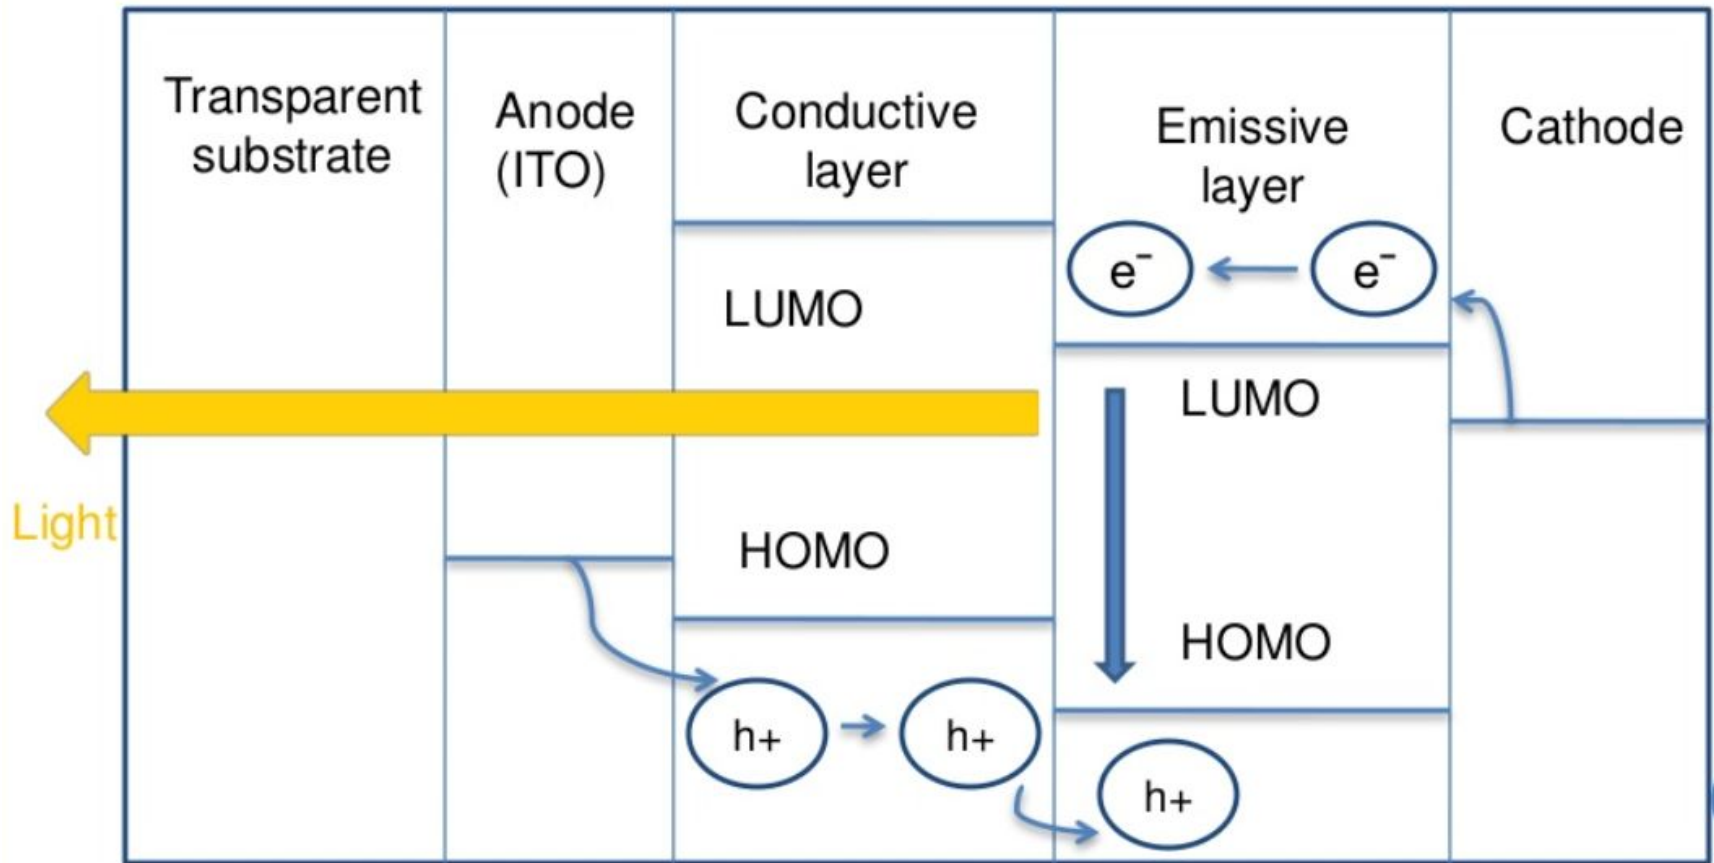 Transparent
substrate
Anode
(ITO)
Conductive
layer
Emissive
layer
Cathode
e⁻
e⁻
LUMO
LUMO
Light
HOMO
HOMO
h+
h+
h+